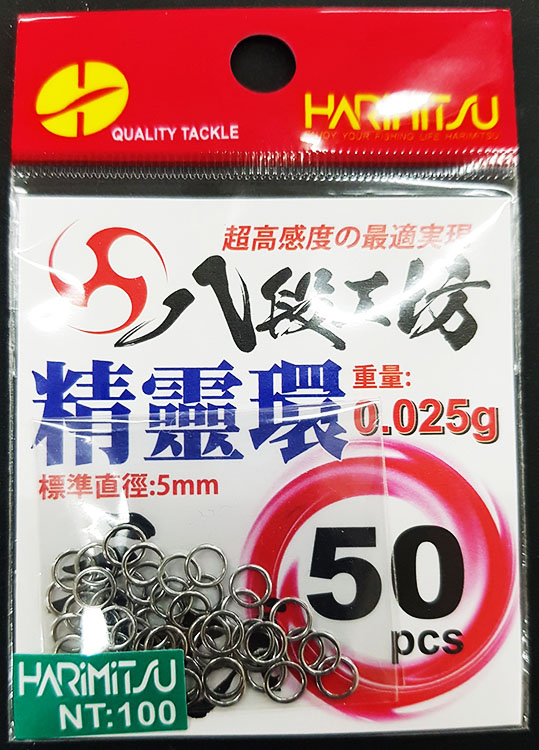 QUALITY TACKLE
HARIMITSU
ENJOY YOUR FISHING LIFE HARIMITSU
超高感度の最適実現
八段工坊
精靈環
重量:
0.025g
標準直徑:5mm
50
pcs
HARIMITSU
NT:100